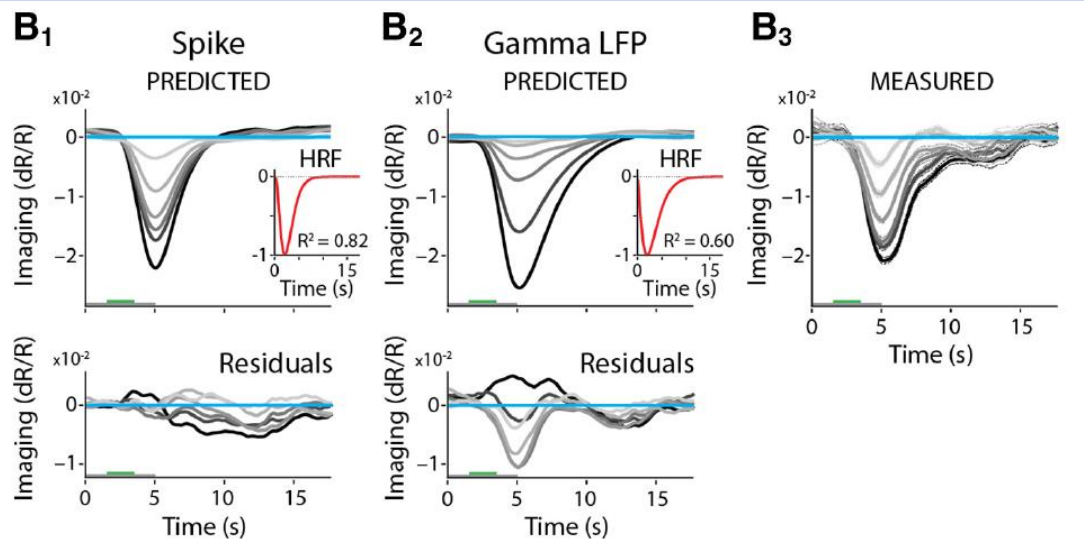 B1
Spike
PREDICTED
x10-2
Imaging (dR/R)
0
−1
−2
HRF
0
-1
R2 = 0.82
0 15
Time (s)
x10-2
Imaging (dR/R)
Residuals
0
−1
0 5 10 15
Time (s)
B2
Gamma LFP
PREDICTED
x10-2
Imaging (dR/R)
0
−1
−2
HRF
0
-1
R2 = 0.60
0 15
Time (s)
x10-2
Imaging (dR/R)
Residuals
0
−1
0 5 10 15
Time (s)
B3
MEASURED
x10-2
Imaging (dR/R)
0
−1
−2
0 5 10 15
Time (s)